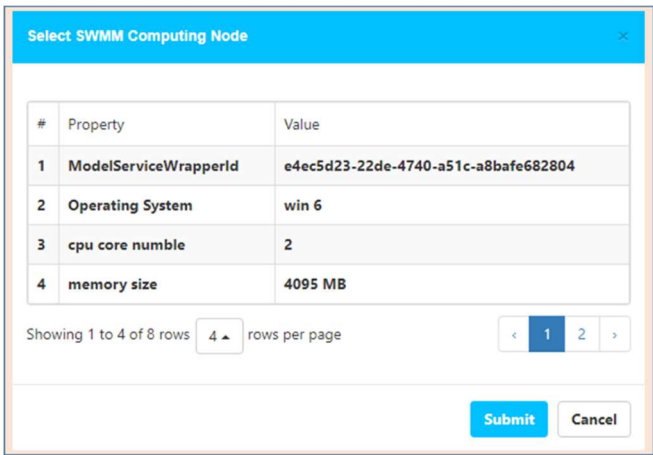 Select SWMM Computing Node ×
# Property Value
1 ModelServiceWrapperId e4ec5d23-22de-4740-a51c-a8bafe682804
2 Operating System win 6
3 cpu core numble 2
4 memory size 4095 MB
Showing 1 to 4 of 8 rows 4 rows per page ‹ 1 2 ›
Submit Cancel